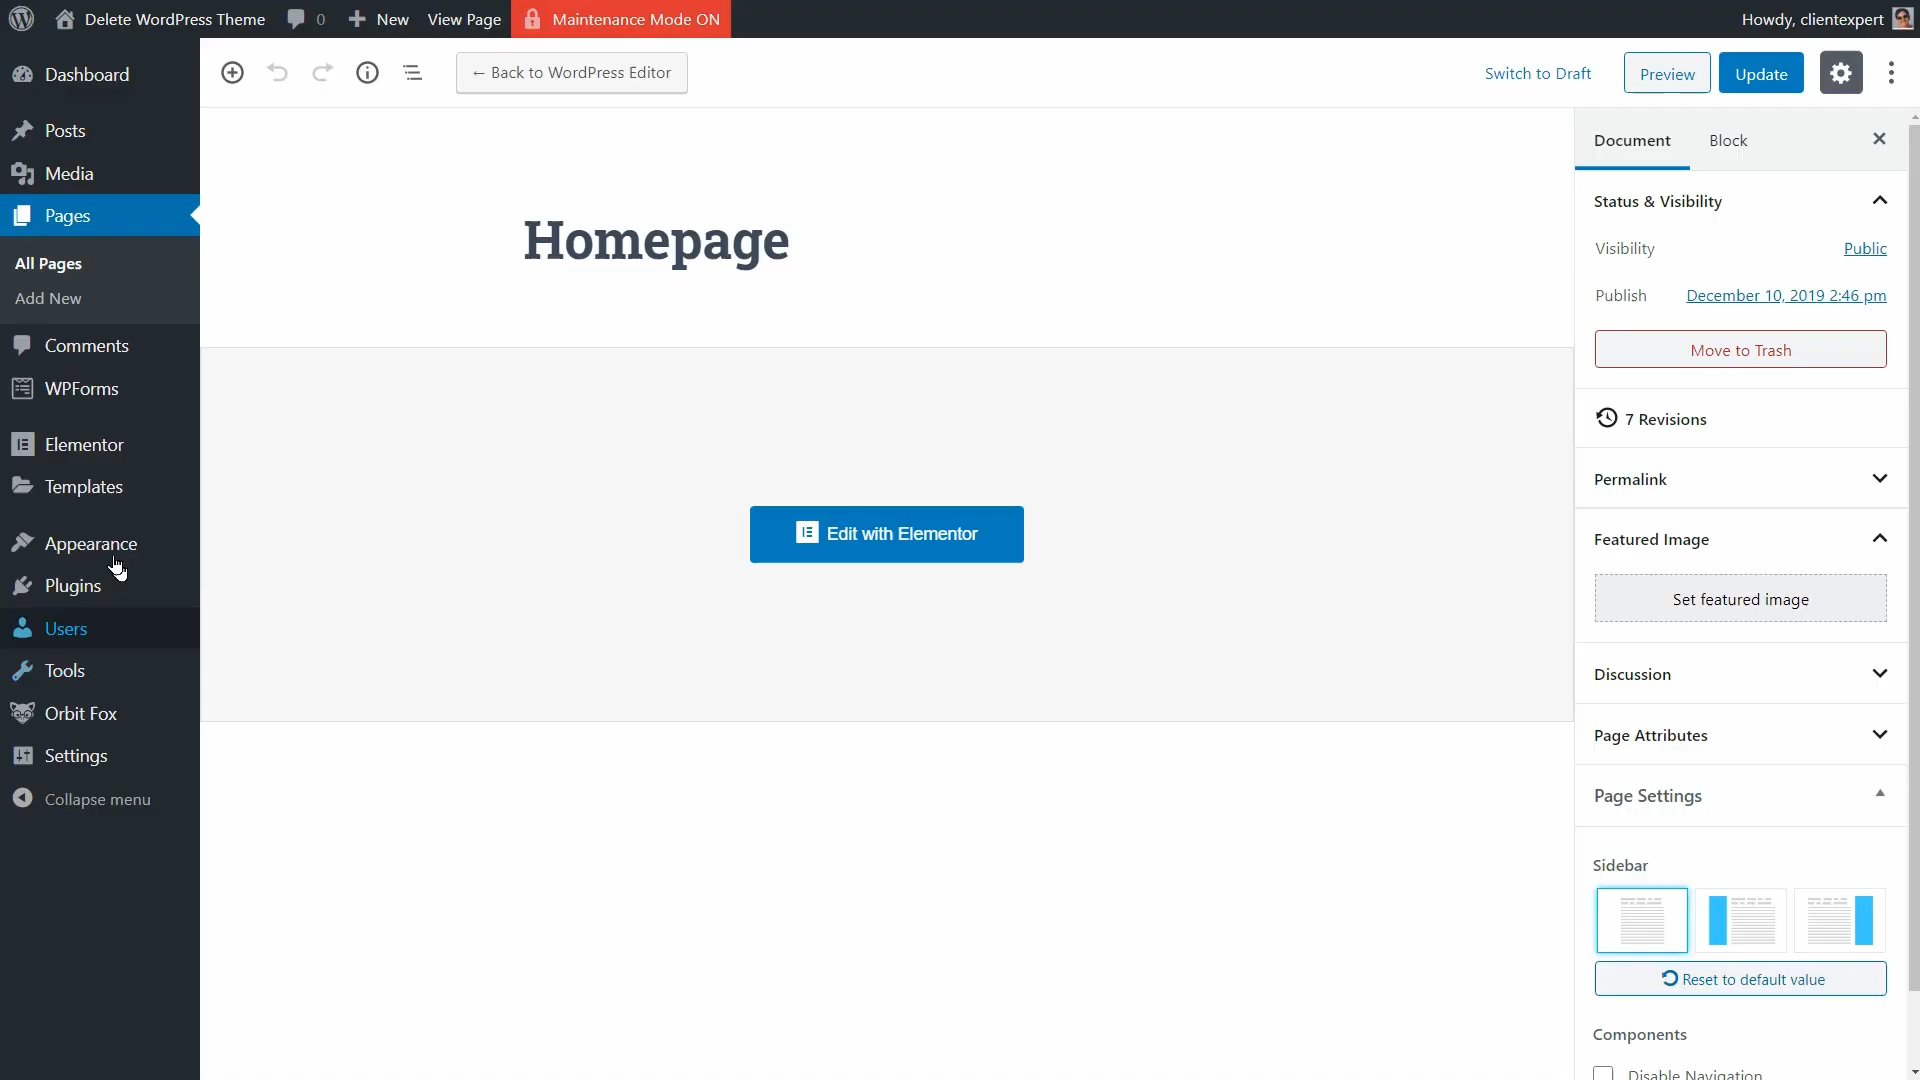 Delete WordPress Theme
0
New
View Page
Maintenance Mode ON
Howdy, clientexpert
Dashboard
Posts
Media
Pages
All Pages
Add New
Comments
WPForms
Elementor
Templates
Appearance
Plugins
Users
Tools
Orbit Fox
Settings
Collapse menu
← Back to WordPress Editor
Switch to Draft
Preview
Update
Homepage
Edit with Elementor
Document
Block
Status & Visibility
Visibility
Public
Publish
December 10, 2019 2:46 pm
Move to Trash
7 Revisions
Permalink
Featured Image
Set featured image
Discussion
Page Attributes
Page Settings
Sidebar
Reset to default value
Components
Disable Navigation